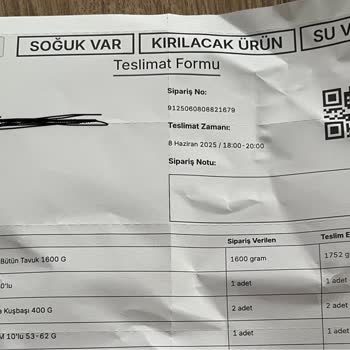 SOĞUK VAR
KIRILACAK ÜRÜN
SU V
Teslimat Formu
Sipariş No:
9125060808821679
Teslimat Zamanı:
8 Haziran 2025 / 18:00-20:00
Sipariş Notu:
Sipariş Verilen Teslim E
Bütün Tavuk 1600 G 1600 gram 1752 g
0'lu 1 adet 1 adet
a Kuşbaşı 400 G 2 adet 2 adet
M 10'lu 53-62 G 1 adet 1 adet